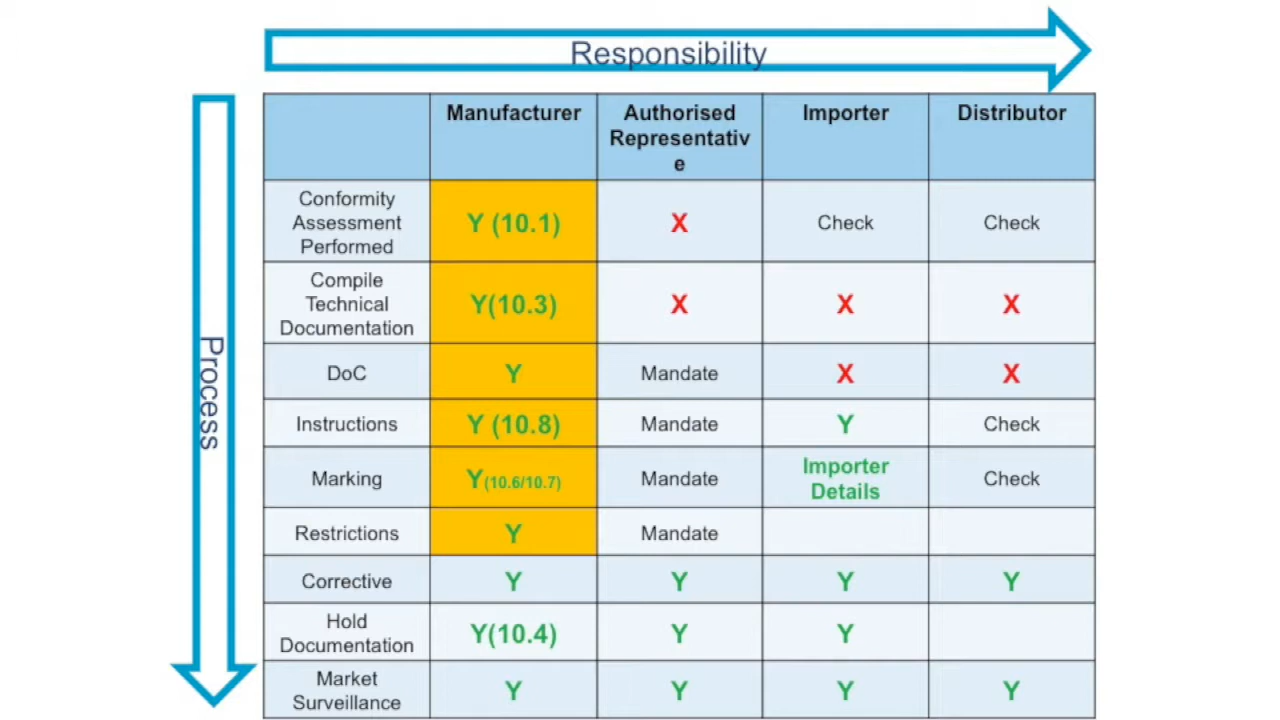 Responsibility
Process
Manufacturer
Authorised
Representativ
e
Importer
Distributor
Conformity
Assessment
Performed
Y (10.1)
X
Check
Check
Compile
Technical
Documentation
Y(10.3)
X
X
X
DoC
Y
Mandate
X
X
Instructions
Y (10.8)
Mandate
Y
Check
Marking
Y(10.6/10.7)
Mandate
Importer
Details
Check
Restrictions
Y
Mandate
Corrective
Y
Y
Y
Y
Hold
Documentation
Y(10.4)
Y
Y
Market
Surveillance
Y
Y
Y
Y